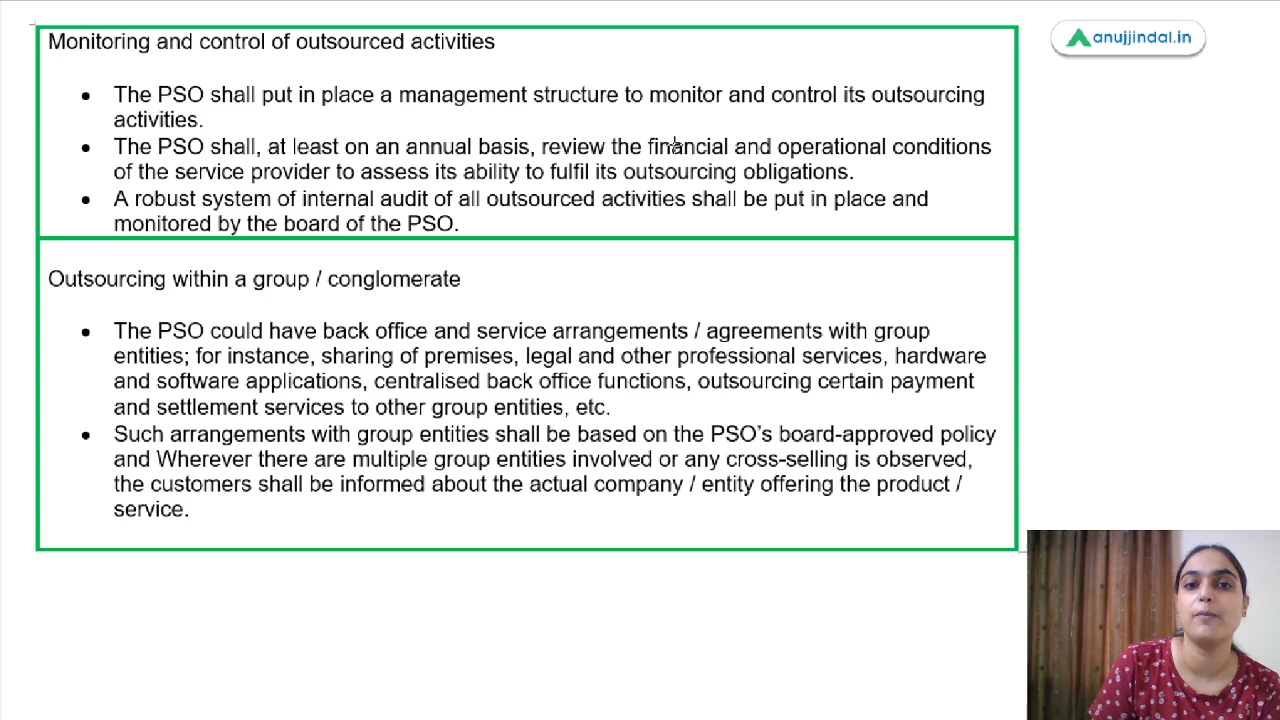 Monitoring and control of outsourced activities
anujjindal.in
• The PSO shall put in place a management structure to monitor and control its outsourcing
activities.
• The PSO shall, at least on an annual basis, review the financial and operational conditions
of the service provider to assess its ability to fulfil its outsourcing obligations.
• A robust system of internal audit of all outsourced activities shall be put in place and
monitored by the board of the PSO.
Outsourcing within a group / conglomerate
• The PSO could have back office and service arrangements / agreements with group
entities; for instance, sharing of premises, legal and other professional services, hardware
and software applications, centralised back office functions, outsourcing certain payment
and settlement services to other group entities, etc.
• Such arrangements with group entities shall be based on the PSO’s board-approved policy
and Wherever there are multiple group entities involved or any cross-selling is observed,
the customers shall be informed about the actual company / entity offering the product /
service.